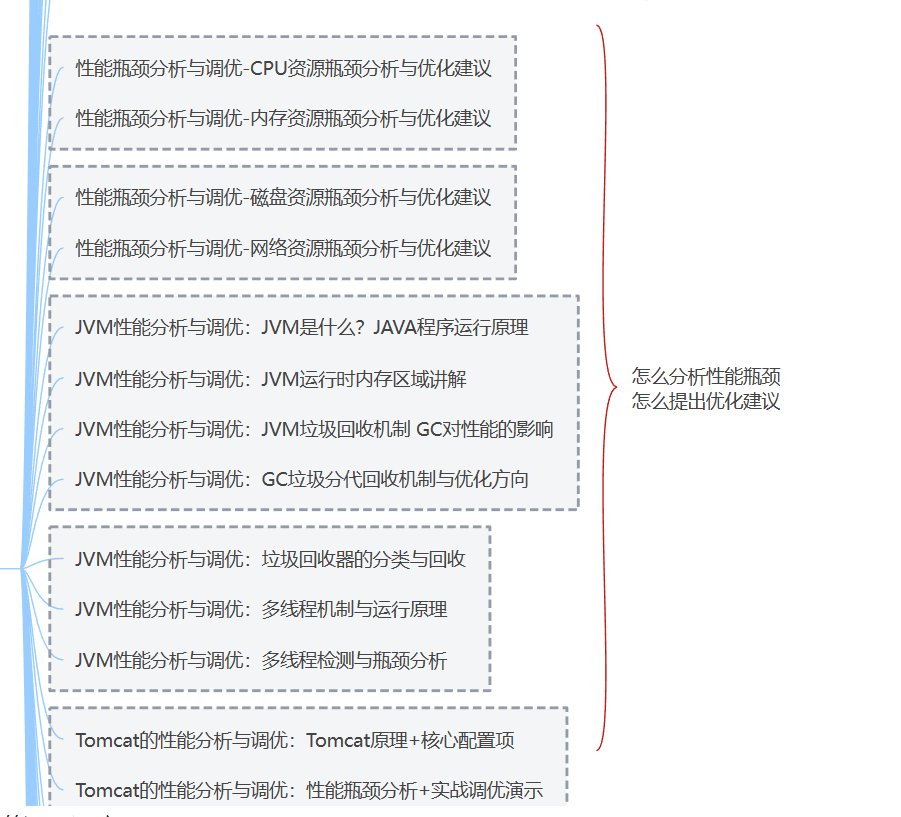 性能瓶颈分析与调优-CPU资源瓶颈分析与优化建议
性能瓶颈分析与调优-内存资源瓶颈分析与优化建议
性能瓶颈分析与调优-磁盘资源瓶颈分析与优化建议
性能瓶颈分析与调优-网络资源瓶颈分析与优化建议
JVM性能分析与调优：JVM是什么？JAVA程序运行原理
JVM性能分析与调优：JVM运行时内存区域讲解
JVM性能分析与调优：JVM垃圾回收机制 GC对性能的影响
JVM性能分析与调优：GC垃圾分代回收机制与优化方向
JVM性能分析与调优：垃圾回收器的分类与回收
JVM性能分析与调优：多线程机制与运行原理
JVM性能分析与调优：多线程检测与瓶颈分析
Tomcat的性能分析与调优：Tomcat原理+核心配置项
Tomcat的性能分析与调优：性能瓶颈分析+实战调优演示
怎么分析性能瓶颈
怎么提出优化建议